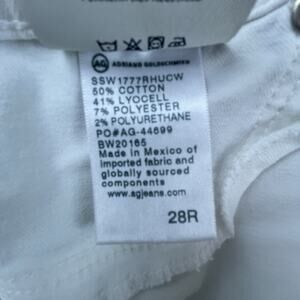 AG ADRIANO GOLDSCHMIED
SSW1777RHUCW
50% COTTON
41% LYOCELL
7% POLYESTER
2% POLYURETHANE
PO#AG-44699
BW20165
Made in Mexico of
imported fabric and
globally sourced
components
www.agjeans.com
28R